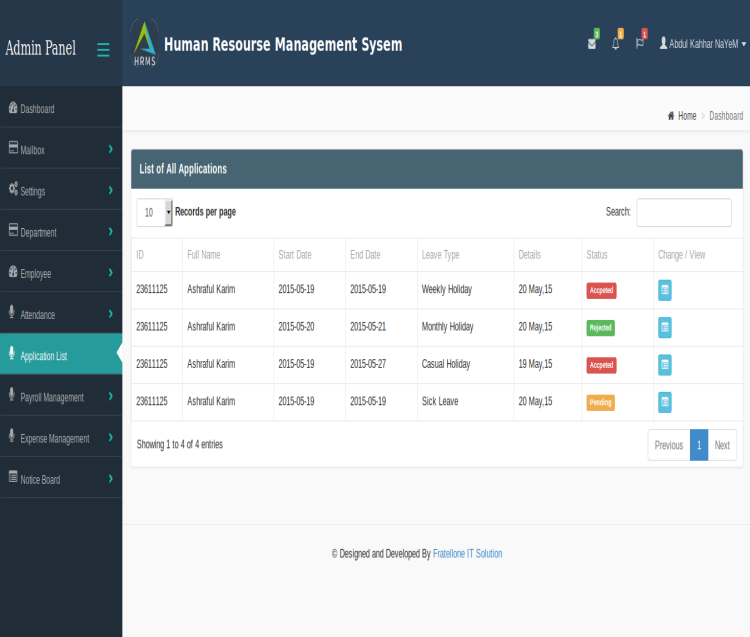 Admin Panel
HRMS
Human Resourse Management Sysem
3
1
1
Abdul Kahhar NaYeM
Dashboard
Mailbox
Settings
Department
Employee
Attendance
Application List
Payroll Management
Expense Management
Notice Board
Home > Dashboard
List of All Applications
10 Records per page
Search:
ID Full Name Start Date End Date Leave Type Details Status Change / View
23611125 Ashraful Karim 2015-05-19 2015-05-19 Weekly Holiday 20 May,15 Accpeted
23611125 Ashraful Karim 2015-05-20 2015-05-21 Monthly Holiday 20 May,15 Rejected
23611125 Ashraful Karim 2015-05-19 2015-05-27 Casual Holiday 19 May,15 Accpeted
23611125 Ashraful Karim 2015-05-19 2015-05-19 Sick Leave 20 May,15 Pending
Showing 1 to 4 of 4 entries
Previous 1 Next
© Designed and Developed By Fratellone IT Solution